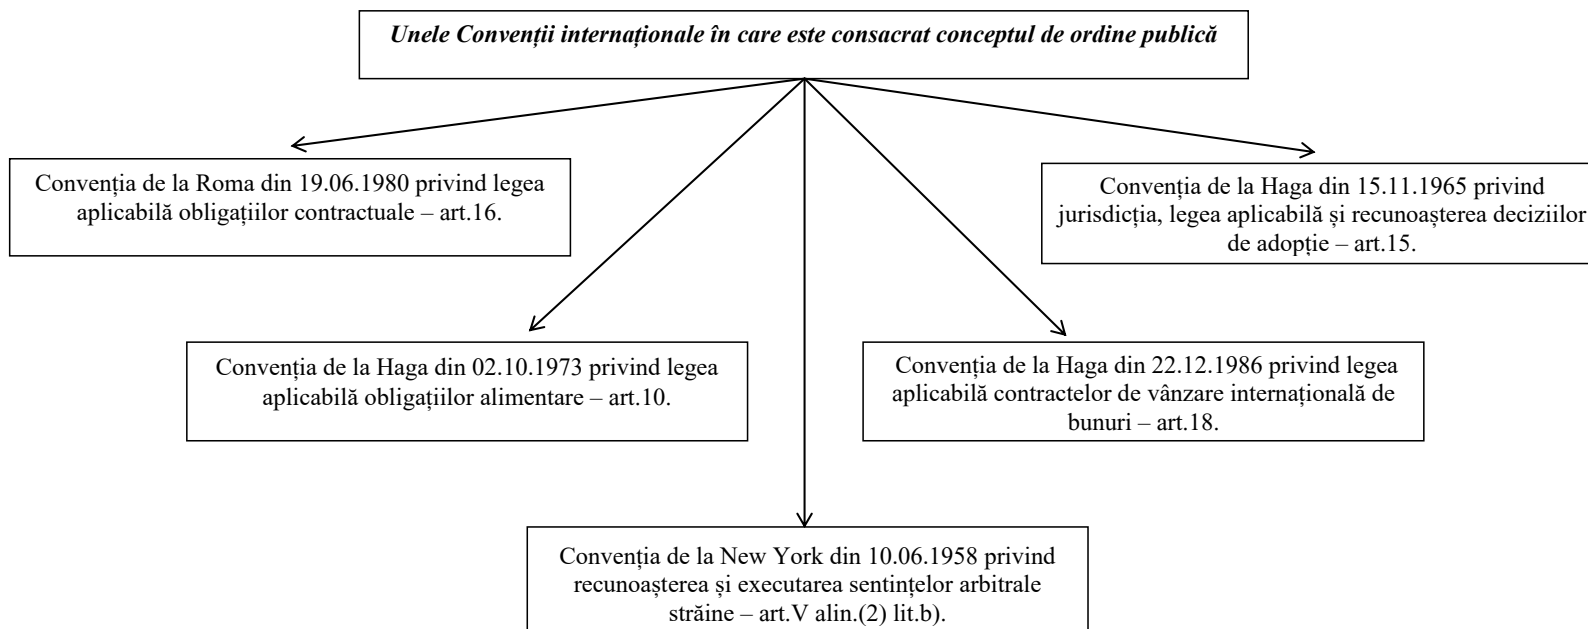 Unele Convenții internaționale în care este consacrat conceptul de ordine publică
Convenția de la Roma din 19.06.1980 privind legea
aplicabilă obligațiilor contractuale – art.16.
Convenția de la Haga din 15.11.1965 privind
jurisdicția, legea aplicabilă și recunoașterea deciziilor
de adopție – art.15.
Convenția de la Haga din 02.10.1973 privind legea
aplicabilă obligațiilor alimentare – art.10.
Convenția de la Haga din 22.12.1986 privind legea
aplicabilă contractelor de vânzare internațională de
bunuri – art.18.
Convenția de la New York din 10.06.1958 privind
recunoașterea și executarea sentințelor arbitrale
străine – art.V alin.(2) lit.b).